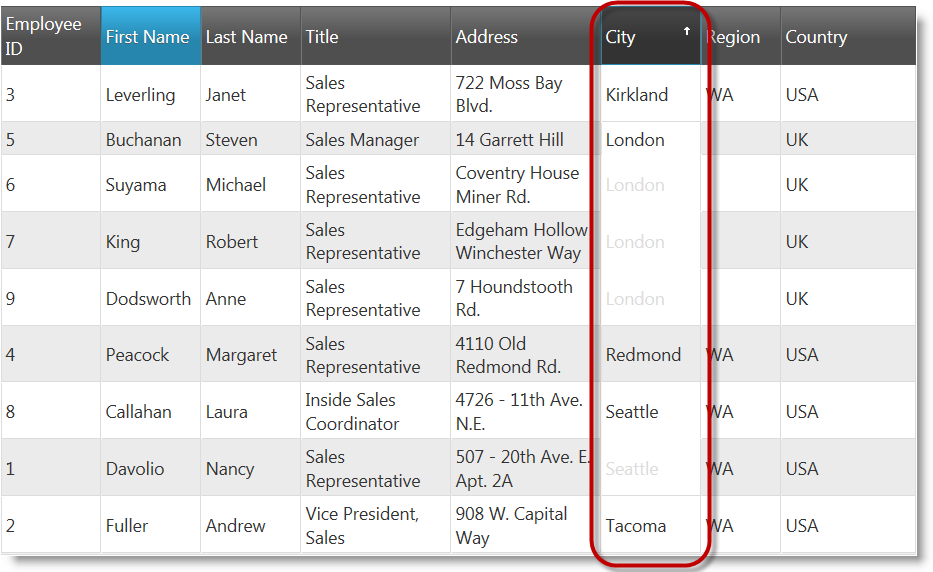 Employee ID First Name Last Name Title Address City ↑ Region Country
3 Leverling Janet Sales Representative 722 Moss Bay Blvd. Kirkland WA USA
5 Buchanan Steven Sales Manager 14 Garrett Hill London UK
6 Suyama Michael Sales Representative Coventry House Miner Rd. London UK
7 King Robert Sales Representative Edgeham Hollow Winchester Way London UK
9 Dodsworth Anne Sales Representative 7 Houndstooth Rd. London UK
4 Peacock Margaret Sales Representative 4110 Old Redmond Rd. Redmond WA USA
8 Callahan Laura Inside Sales Coordinator 4726 - 11th Ave. N.E. Seattle WA USA
1 Davolio Nancy Sales Representative 507 - 20th Ave. E. Apt. 2A Seattle WA USA
2 Fuller Andrew Vice President, Sales 908 W. Capital Way Tacoma WA USA